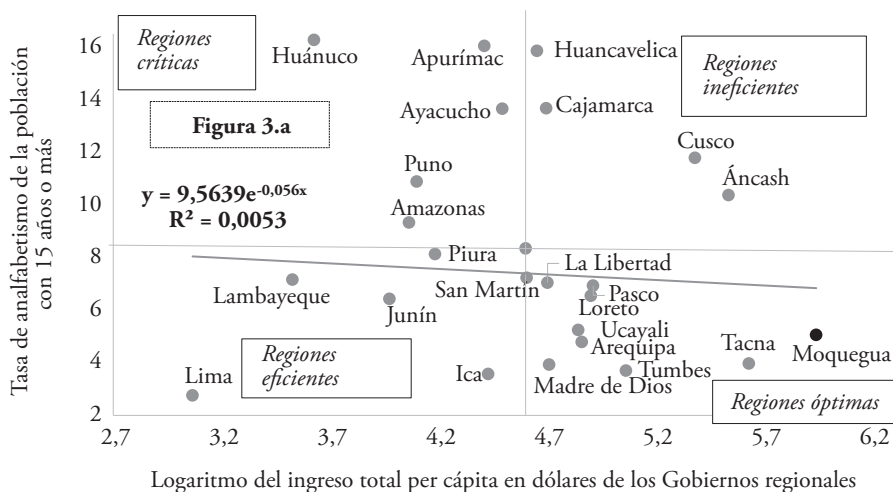 Tasa de analfabetismo de la población
con 15 años o más
16
14
12
10
8
6
4
2
Regiones
críticas
Huánuco
Apurímac
Huancavelica
Regiones
ineficientes
Figura 3.a
Ayacucho
Cajamarca
Cusco
Puno
Áncash
y = 9,5639e-0,056x
R² = 0,0053
Amazonas
Piura
La Libertad
Lambayeque
San Martín
Pasco
Junín
Loreto
Ucayali
Regiones
eficientes
Arequipa
Tacna
Moquegua
Lima
Ica
Madre de Dios
Tumbes
Regiones óptimas
2,7 3,2 3,7 4,2 4,7 5,2 5,7 6,2
Logaritmo del ingreso total per cápita en dólares de los Gobiernos regionales